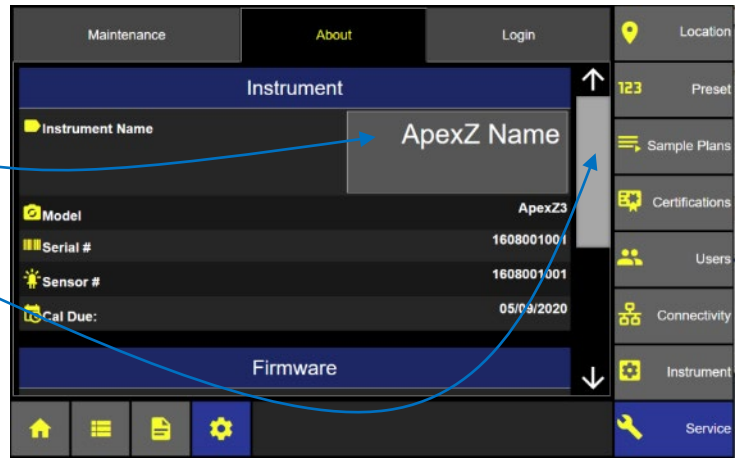 Maintenance
About
Login
Instrument
Instrument Name
ApexZ Name
Model
ApexZ3
Serial #
1608001001
Sensor #
1608001001
Cal Due:
05/09/2020
Firmware
Location
123 Preset
Sample Plans
Certifications
Users
Connectivity
Instrument
Service